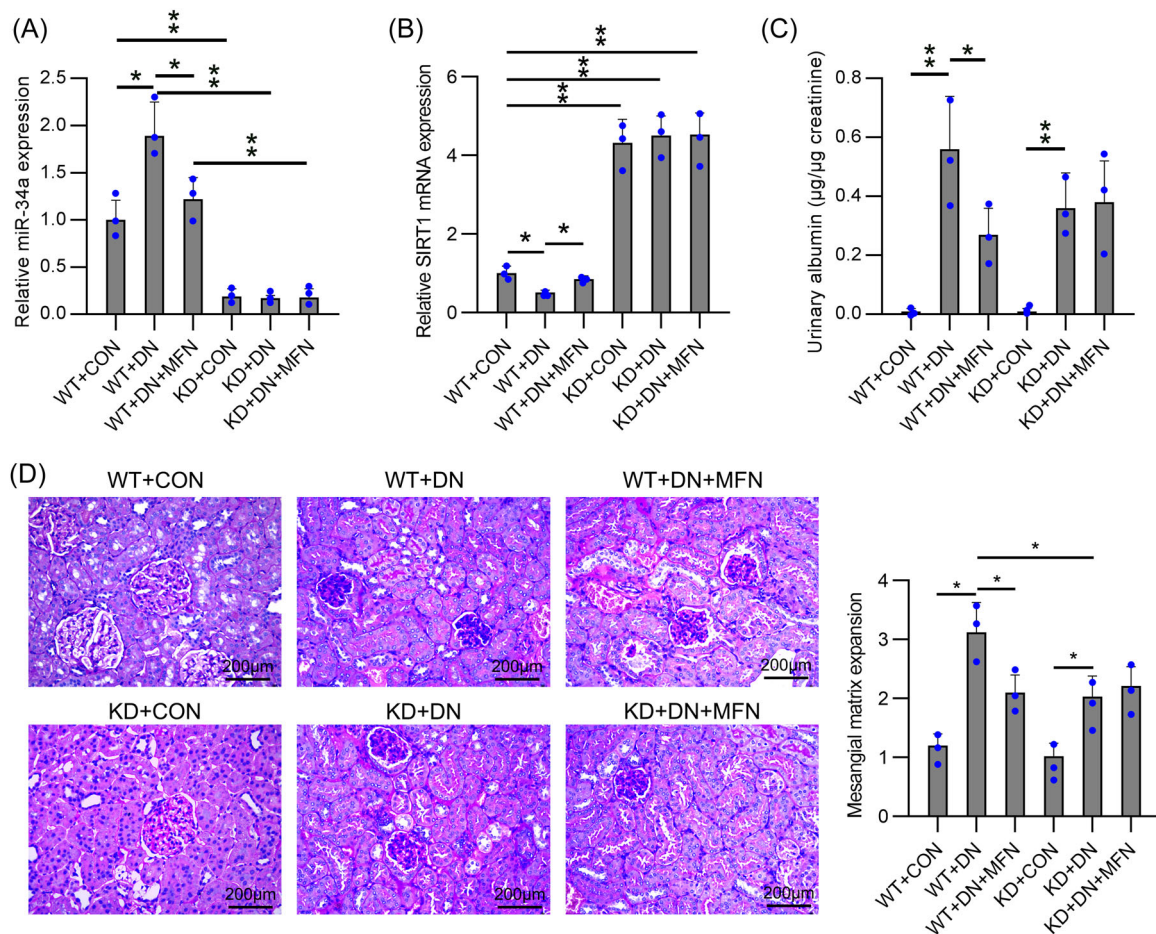 (A)
**
* * **
**
Relative miR-34a expression
2.5
2.0
1.5
1.0
0.5
0.0
WT+CON
WT+DN
WT+DN+MFN
KD+CON
KD+DN
KD+DN+MFN
(B)
**
**
**
* *
Relative SIRT1 mRNA expression
6
4
2
0
WT+CON
WT+DN
WT+DN+MFN
KD+CON
KD+DN
KD+DN+MFN
(C)
** *
**
Urinary albumin (μg/μg creatinine)
0.8
0.6
0.4
0.2
0.0
WT+CON
WT+DN
WT+DN+MFN
KD+CON
KD+DN
KD+DN+MFN
(D)
WT+CON
200μm
WT+DN
200μm
WT+DN+MFN
200μm
KD+CON
200μm
KD+DN
200μm
KD+DN+MFN
200μm
*
* *
*
Mesangial matrix expansion
4
3
2
1
0
WT+CON
WT+DN
WT+DN+MFN
KD+CON
KD+DN
KD+DN+MFN